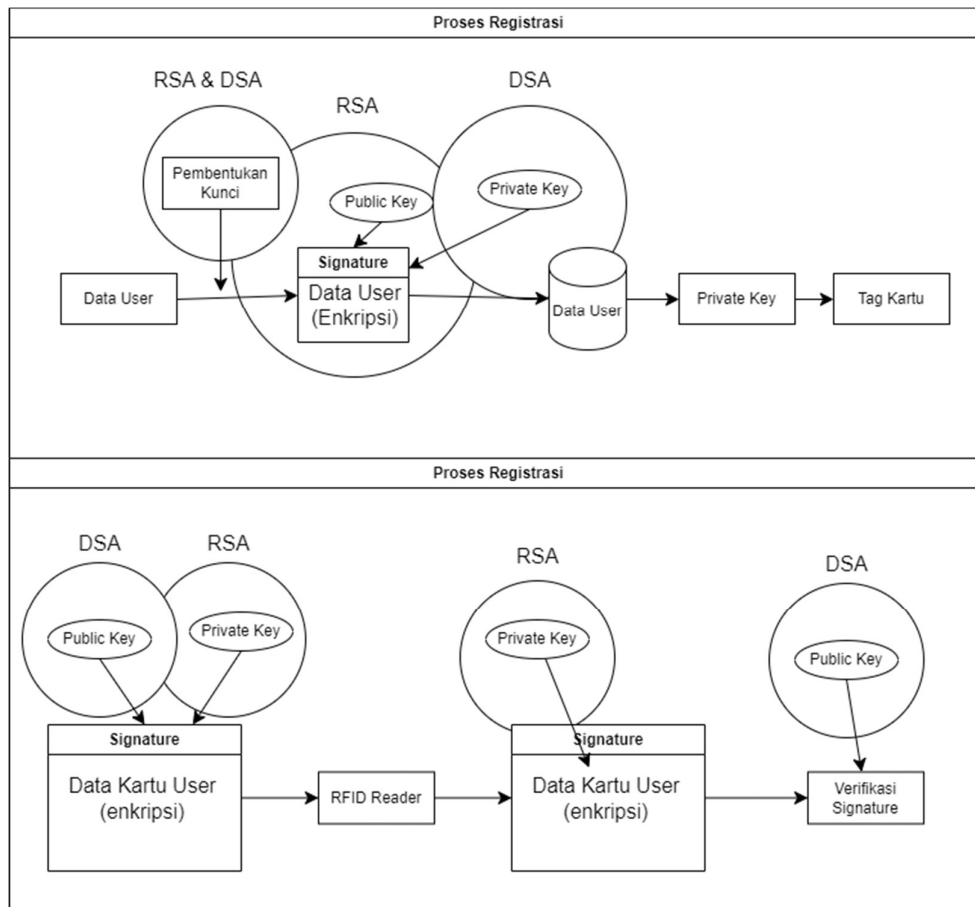 Proses Registrasi
RSA & DSA
RSA
DSA
Pembentukan
Kunci
Public Key
Private Key
Signature
Data User
(Enkripsi)
Data User
Data User
Private Key
Tag Kartu
Proses Registrasi
DSA
RSA
RSA
DSA
Public Key
Private Key
Private Key
Public Key
Signature
Data Kartu User
(enkripsi)
RFID Reader
Signature
Data Kartu User
(enkripsi)
Verifikasi
Signature